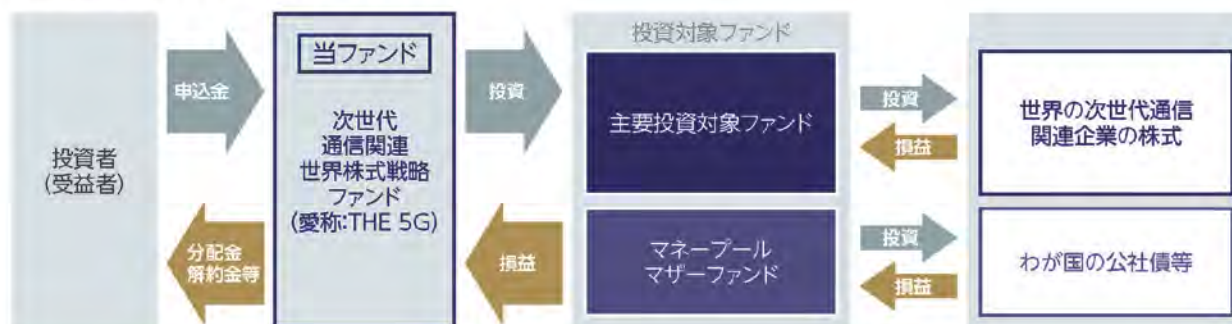 投資者
(受益者)
申込金
分配金
解約金等
当ファンド
次世代
通信関連
世界株式戦略
ファンド
(愛称:THE 5G)
投資
損益
投資対象ファンド
主要投資対象ファンド
マネープール
マザーファンド
投資
損益
投資
損益
世界の次世代通信
関連企業の株式
わが国の公社債等